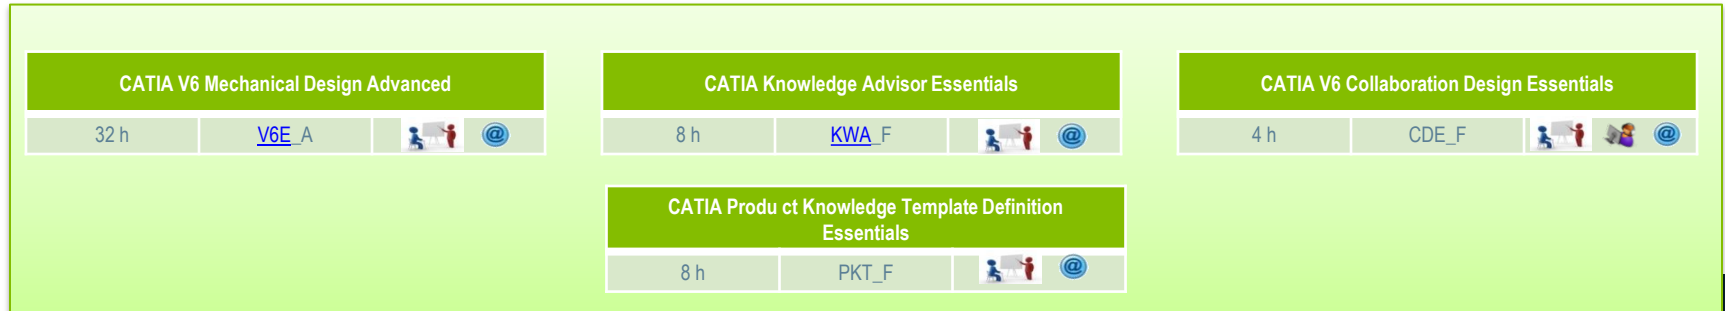 CATIA V6 Mechanical Design Advanced
32 h V6E_A @
CATIA Knowledge Advisor Essentials
8 h KWA_F @
CATIA V6 Collaboration Design Essentials
4 h CDE_F @
CATIA Produ ct Knowledge Template Definition
Essentials
8 h PKT_F @